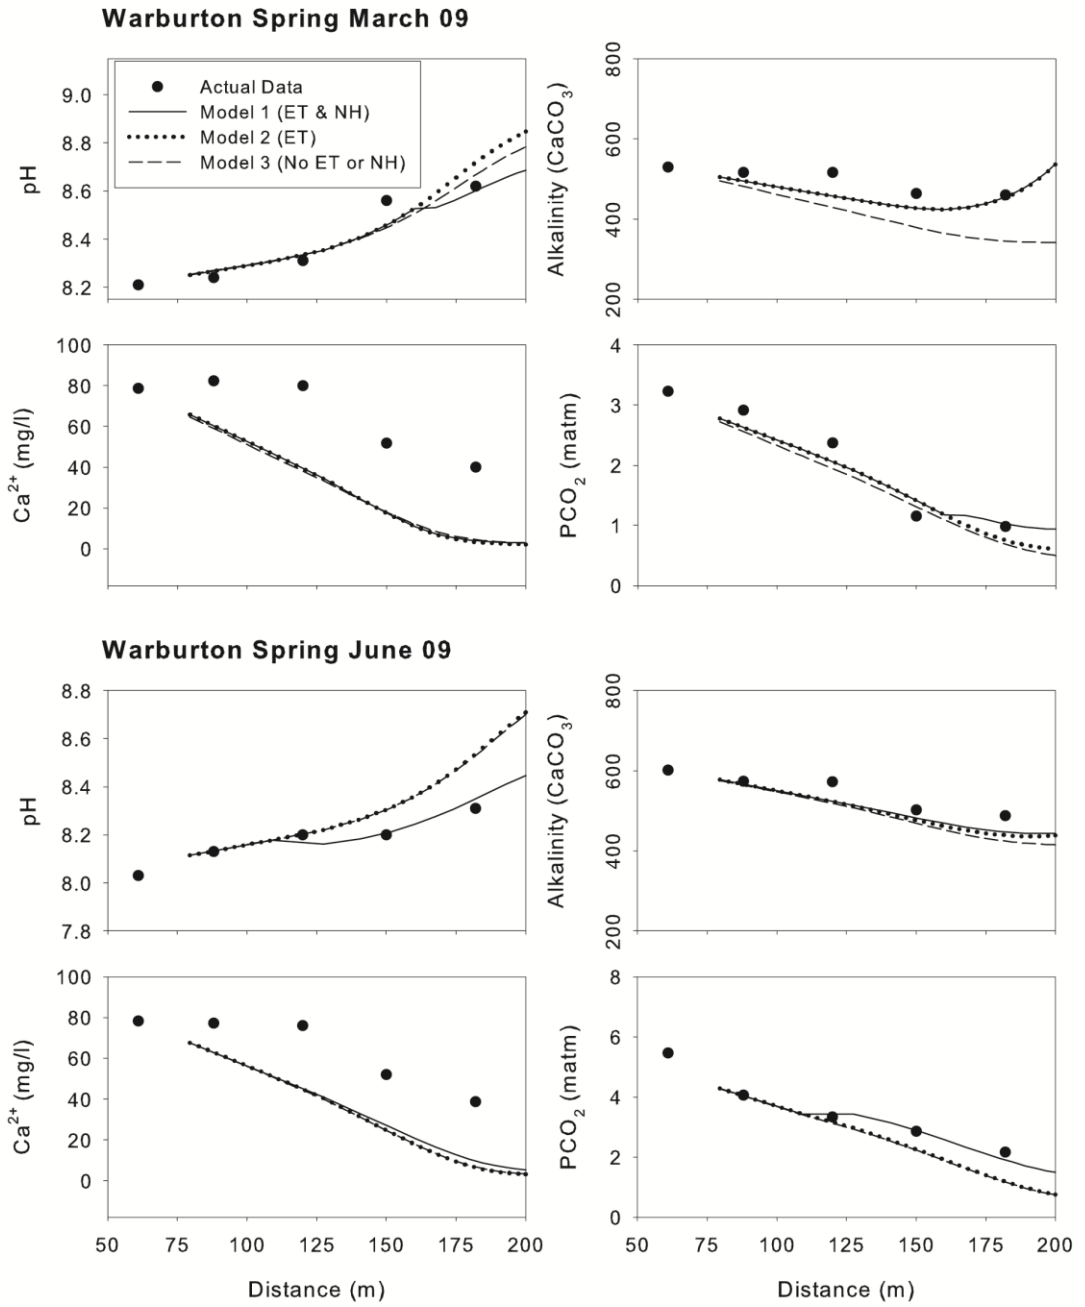 Warburton Spring March 09
Actual Data
Model 1 (ET & NH)
Model 2 (ET)
Model 3 (No ET or NH)
pH
9.0
8.8
8.6
8.4
8.2
Alkalinity (CaCO3)
800
600
400
200
Ca2+ (mg/l)
100
80
60
40
20
0
PCO2 (matm)
4
3
2
1
0
Warburton Spring June 09
pH
8.8
8.6
8.4
8.2
8.0
7.8
Alkalinity (CaCO3)
800
600
400
200
Ca2+ (mg/l)
100
80
60
40
20
0
50 75 100 125 150 175 200
Distance (m)
PCO2 (matm)
8
6
4
2
0
50 75 100 125 150 175 200
Distance (m)